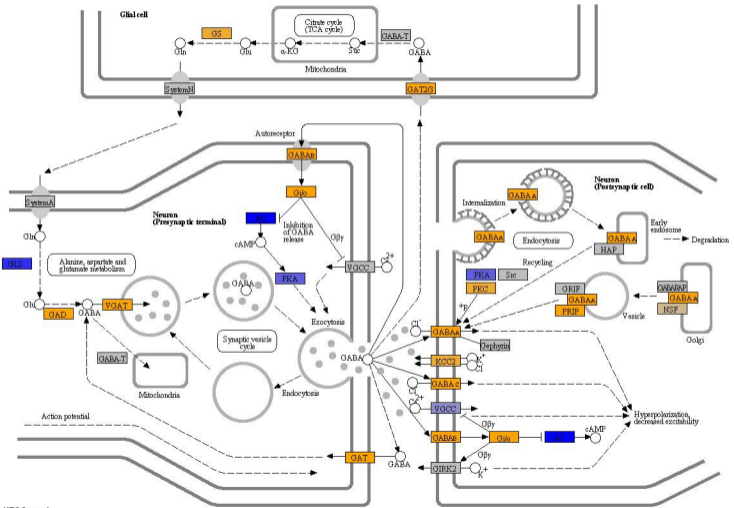 Glial cell
Citrate cycle
(TCA cycle)
GS
GABA-T
Gln
Glu
α-KG
Suc
GABA
Mitochondria
SystemN
GAT2/3
Autoreceptor
GABAB
Gi/o
Neuron
(Presynaptic terminal)
SystemA
Inhibition
of GABA
release
cAMP
Gβγ
VGCC
Ca2+
PKA
Gln
GLS
Alanine, aspartate and
glutamate metabolism
Glu
GAD
GABA
VGAT
GABA
Exocytosis
GABA-T
Mitochondria
Synaptic vesicle
cycle
Endocytosis
GABA
Action potential
GAT
GABA
Neuron
(Postsynaptic cell)
Internalization
GABAA
GABAA
Endocytosis
GABAA
HAP
Early
endosome
Degradation
Recycling
PKA
Src
PKC
+p
GRIF
GABAA
PRIP
Vesicle
GABARAP
GABAA
NSF
Golgi
Cl-
GABAA
Gephyrin
KCC2
K+
Cl-
GABAC
Cl-
Ca2+
VGCC
Hyperpolarization,
decreased excitability
Gβγ
GABAB
Gi/o
cAMP
Gβγ
GIRK2
K+